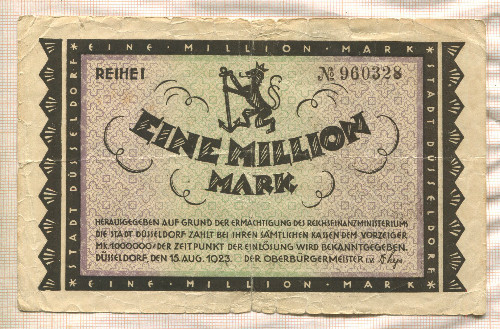 * EINE * MILLION * MARK *
STADT DÜSSELDORF
STADT DÜSSELDORF
REIHE 1
№ 960328
EINE MILLION
MARK
HERAUSGEGEBEN AUF GRUND DER ERMÄCHTIGUNG DES REICHSFINANZMINISTERIUMS
DIE STADT DÜSSELDORF ZAHLT BEI IHREN SÄMTLICHEN KASSEN DEM VORZEIGER
MK. 1000000 / DER ZEITPUNKT DER EINLÖSUNG WIRD BEKANNTGEGEBEN.
DÜSSELDORF, DEN 15. AUG. 1923. DER OBERBÜRGERMEISTER I.V.
* EINE * MILLION * MARK *